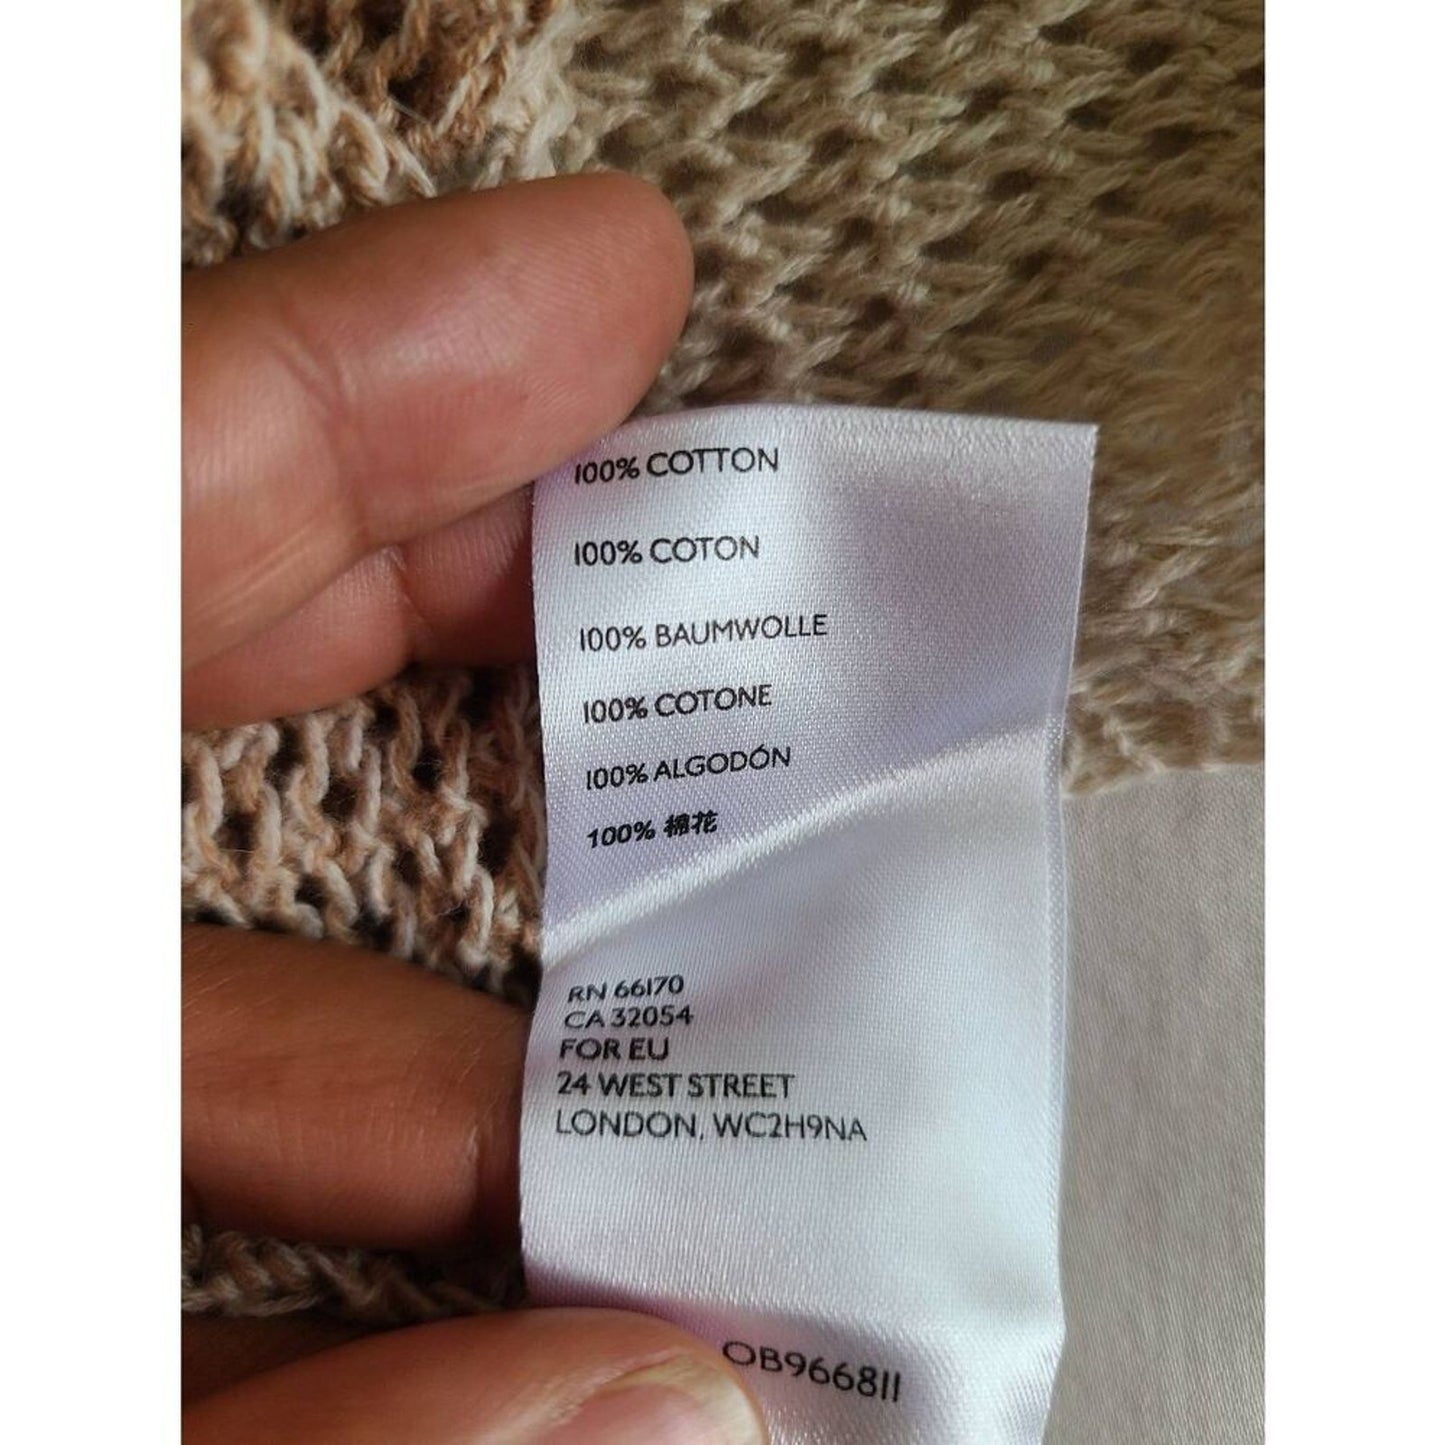 100% COTTON
100% COTON
100% BAUMWOLLE
100% COTONE
100% ALGODÓN
100% 棉花
RN 66170
CA 32054
FOR EU
24 WEST STREET
LONDON, WC2H9NA
OB966811